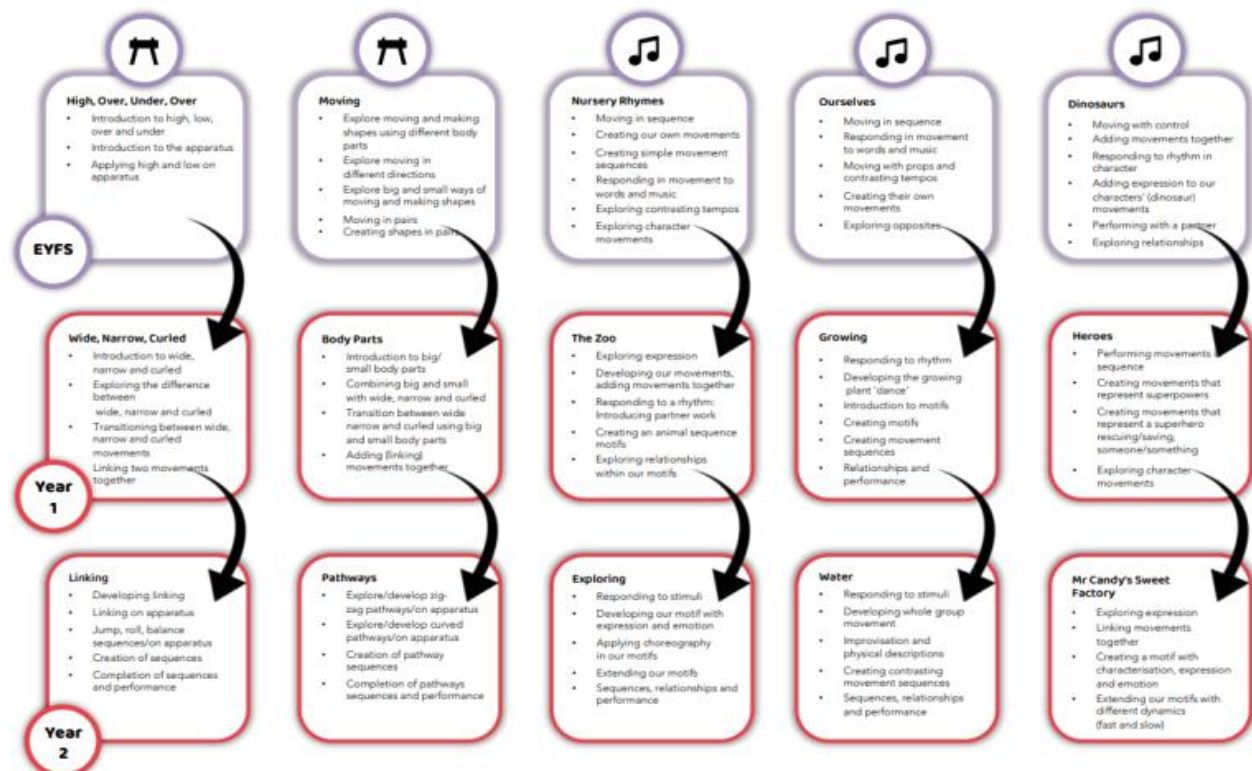 High, Over, Under, Over
• Introduction to high, low,
over and under
• Introduction to the apparatus
• Applying high and low on
apparatus
EYFS
Moving
• Explore moving and making
shapes using different body
parts
• Explore moving in
different directions
• Explore big and small ways of
moving and making shapes
• Moving in pairs
• Creating shapes in pairs
Nursery Rhymes
• Moving in sequence
• Creating our own movements
• Creating simple movement
sequences
• Responding in movement to
words and music
• Exploring contrasting tempos
• Exploring character
movements
Ourselves
• Moving in sequence
• Responding in movement
to words and music
• Moving with props and
contrasting tempos
• Creating their own
movements
• Exploring opposites
Dinosaurs
• Moving with control
• Adding movements together
• Responding to rhythm in
character
• Adding expression to our
characters' (dinosaur)
movements
• Performing with a partner
• Exploring relationships
Wide, Narrow, Curled
• Introduction to wide,
narrow and curled
• Exploring the difference
between
wide, narrow and curled
• Transitioning between wide,
narrow and curled
movements
• Linking two movements
together
Year
1
Body Parts
• Introduction to big/
small body parts
• Combining big and small
with wide, narrow and curled
• Transition between wide
narrow and curled using big
and small body parts
• Adding (linking)
movements together
The Zoo
• Exploring expression
• Developing our movements,
adding movements together
• Responding to a rhythm:
Introducing partner work
• Creating an animal sequence
motifs
• Exploring relationships
within our motifs
Growing
• Responding to rhythm
• Developing the growing
plant 'dance'
• Introduction to motifs
• Creating motifs
• Creating movement
sequences
• Relationships and
performance
Heroes
• Performing movements
sequence
• Creating movements that
represent superpowers
• Creating movements that
represent a superhero
rescuing/saving,
someone/something
• Exploring character
movements
Linking
• Developing linking
• Linking on apparatus
• Jump, roll, balance
sequences/on apparatus
• Creation of sequences
• Completion of sequences
and performance
Year
2
Pathways
• Explore/develop zig-
zag pathways/on apparatus
• Explore/develop curved
pathways/on apparatus
• Creation of pathway
sequences
• Completion of pathways
sequences and performance
Exploring
• Responding to stimuli
• Developing our motif with
expression and emotion
• Applying choreography
in our motifs
• Extending our motifs
• Sequences, relationships and
performance
Water
• Responding to stimuli
• Developing whole group
movement
• Improvisation and
physical descriptions
• Creating contrasting
movement sequences
• Sequences, relationships
and performance
Mr Candy's Sweet
Factory
• Exploring expression
• Linking movements
together
• Creating a motif with
characterisation, expression
and emotion
• Extending our motifs with
different dynamics
(fast and slow)